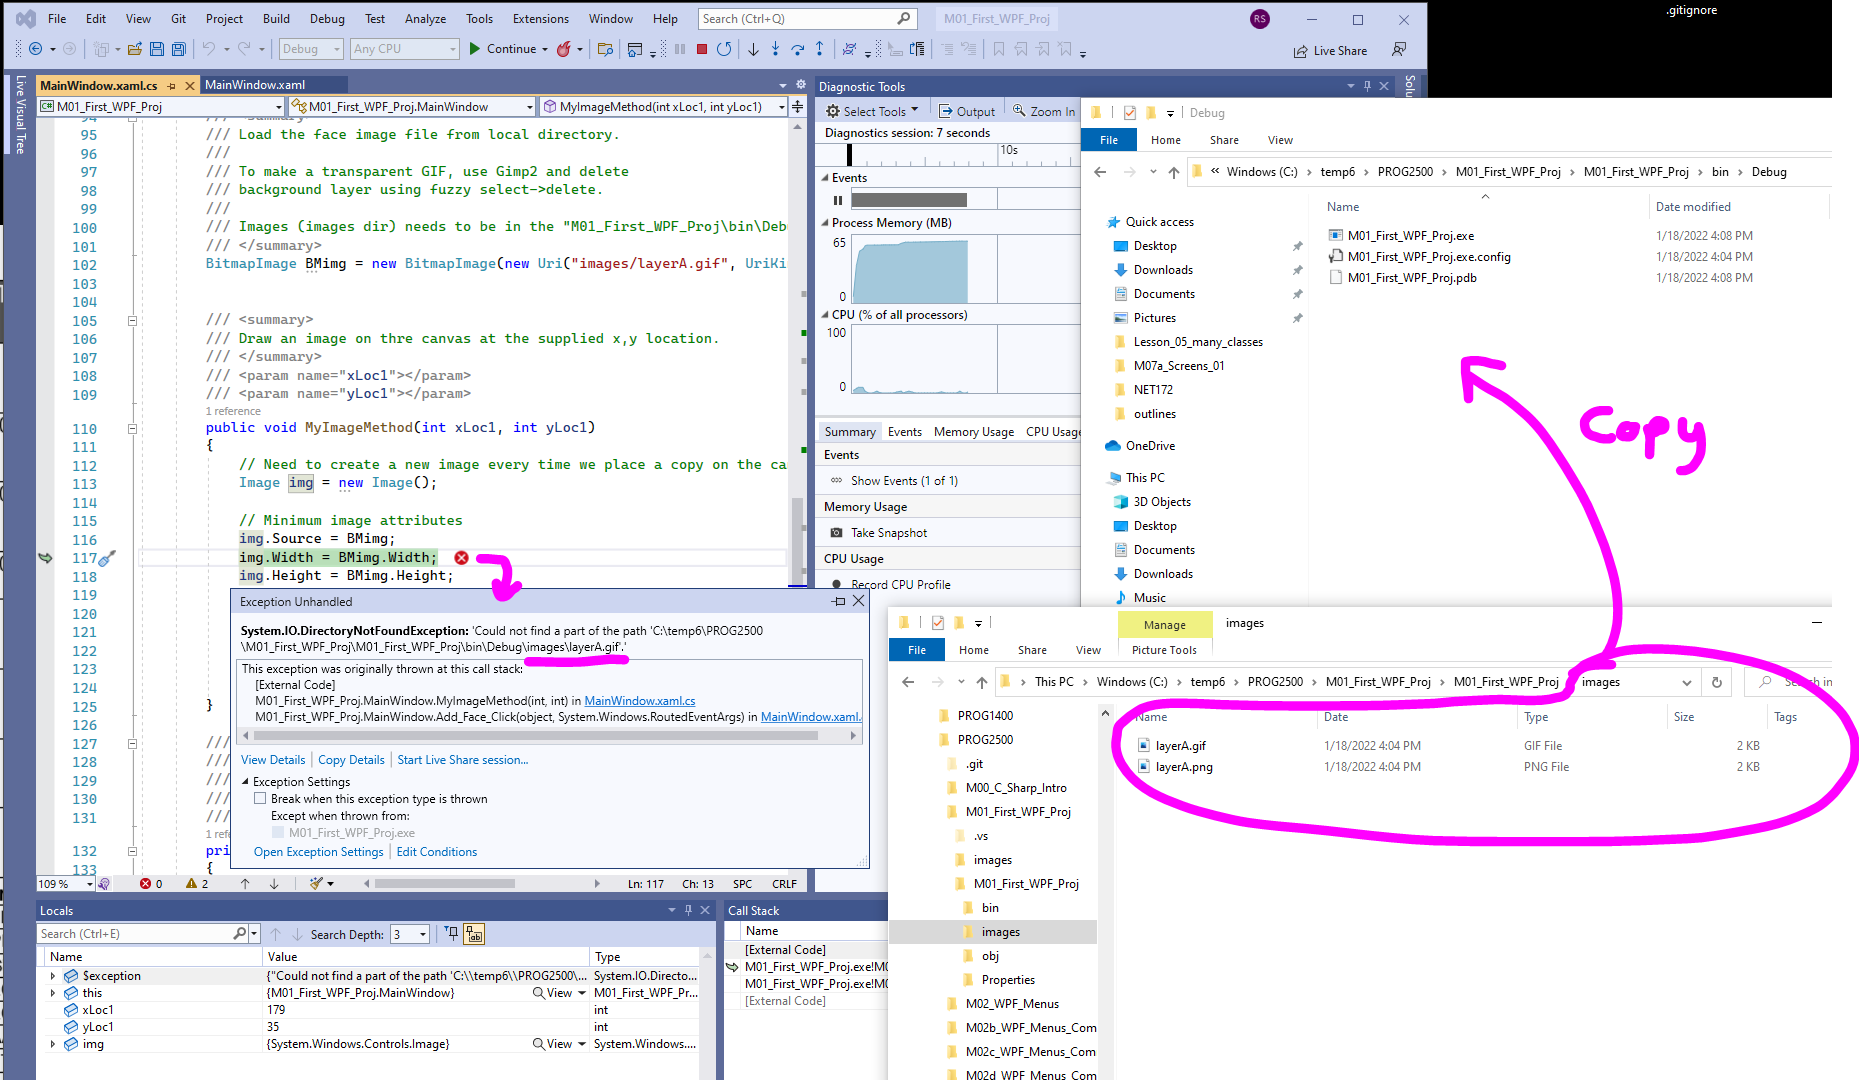 .gitignore
File Edit View Git Project Build Debug Test Analyze Tools Extensions Window Help Search (Ctrl+Q) M01_First_WPF_Proj RS
Debug Any CPU Continue Live Share
Live Visual Tree
MainWindow.xaml.cs MainWindow.xaml
M01_First_WPF_Proj M01_First_WPF_Proj.MainWindow MyImageMethod(int xLoc1, int yLoc1)
95 /// Load the face image file from local directory.
96 ///
97 /// To make a transparent GIF, use Gimp2 and delete
98 /// background layer using fuzzy select->delete.
99 ///
100 /// Images (images dir) needs to be in the "M01_First_WPF_Proj\bin\Deb
101 /// </summary>
102 BitmapImage BMimg = new BitmapImage(new Uri("images/layerA.gif", UriKi
103
104
105 /// <summary>
106 /// Draw an image on thre canvas at the supplied x,y location.
107 /// </summary>
108 /// <param name="xLoc1"></param>
109 /// <param name="yLoc1"></param>
1 reference
110 public void MyImageMethod(int xLoc1, int yLoc1)
111 {
112 // Need to create a new image every time we place a copy on the ca
113 Image img = new Image();
114
115 // Minimum image attributes
116 img.Source = BMimg;
117 img.Width = BMimg.Width;
118 img.Height = BMimg.Height;
119
120
121
122
123
124
125 }
126
127 ///
128 ///
129 ///
130 ///
131 ///
1 refe
132 pri
133 {
Exception Unhandled
System.IO.DirectoryNotFoundException: 'Could not find a part of the path 'C:\temp6\PROG2500
\M01_First_WPF_Proj\M01_First_WPF_Proj\bin\Debug\images\layerA.gif'.'
This exception was originally thrown at this call stack:
[External Code]
M01_First_WPF_Proj.MainWindow.MyImageMethod(int, int) in MainWindow.xaml.cs
M01_First_WPF_Proj.MainWindow.Add_Face_Click(object, System.Windows.RoutedEventArgs) in MainWindow.xaml.
View Details Copy Details Start Live Share session...
Exception Settings
Break when this exception type is thrown
Except when thrown from:
M01_First_WPF_Proj.exe
Open Exception Settings Edit Conditions
109 % 0 2 Ln: 117 Ch: 13 SPC CRLF
Locals
Search (Ctrl+E) Search Depth: 3
Name Value Type
$exception {"Could not find a part of the path 'C:\\temp6\\PROG2500\... System.IO.Directo...
this {M01_First_WPF_Proj.MainWindow} View M01_First_WPF_Pr...
xLoc1 179 int
yLoc1 35 int
img {System.Windows.Controls.Image} View System.Windows....
Call Stack
Name
[External Code]
M01_First_WPF_Proj.exe!M0
M01_First_WPF_Proj.exe!M0
[External Code]
Diagnostic Tools
Select Tools Output Zoom In
Diagnostics session: 7 seconds
10s
Events
Process Memory (MB)
65
0
CPU (% of all processors)
100
0
Summary Events Memory Usage CPU Usage
Events
Show Events (1 of 1)
Memory Usage
Take Snapshot
CPU Usage
Record CPU Profile
Solu
Debug
File Home Share View
« Windows (C:) temp6 PROG2500 M01_First_WPF_Proj M01_First_WPF_Proj bin Debug
Name Date modified
M01_First_WPF_Proj.exe 1/18/2022 4:08 PM
M01_First_WPF_Proj.exe.config 1/18/2022 4:04 PM
M01_First_WPF_Proj.pdb 1/18/2022 4:08 PM
Quick access
Desktop
Downloads
Documents
Pictures
Lesson_05_many_classes
M07a_Screens_01
NET172
outlines
OneDrive
This PC
3D Objects
Desktop
Documents
Downloads
Music
Copy
Manage images
File Home Share View Picture Tools
This PC Windows (C:) temp6 PROG2500 M01_First_WPF_Proj M01_First_WPF_Proj images
Name Date Type Size Tags
layerA.gif 1/18/2022 4:04 PM GIF File 2 KB
layerA.png 1/18/2022 4:04 PM PNG File 2 KB
PROG1400
PROG2500
.git
M00_C_Sharp_Intro
M01_First_WPF_Proj
.vs
images
M01_First_WPF_Proj
bin
images
obj
Properties
M02_WPF_Menus
M02b_WPF_Menus_Com
M02c_WPF_Menus_Com
M02d_WPF_Menus_Com